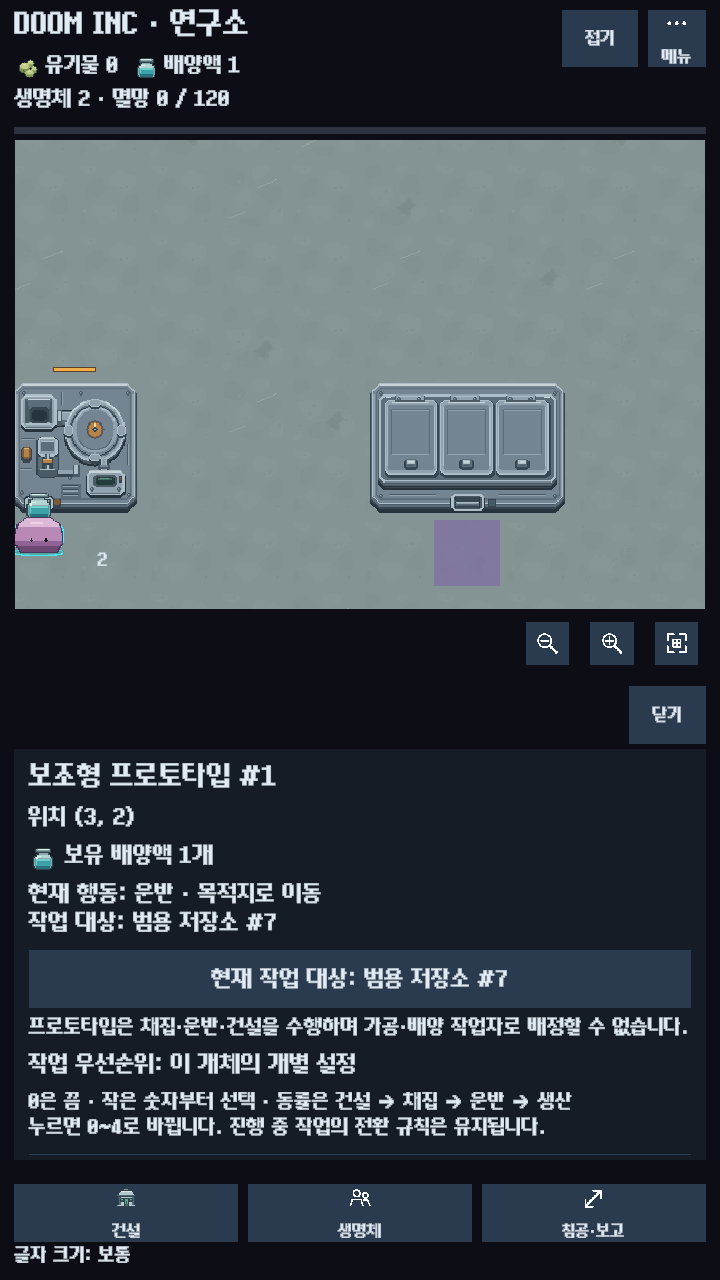 DOOM INC · 연구소
접기
메뉴
유기물 0 배양액 1
생명체 2 · 멸망 0 / 120
2
닫기
보조형 프로토타입 #1
위치 (3, 2)
보유 배양액 1개
현재 행동: 운반 · 목적지로 이동
작업 대상: 범용 저장소 #7
현재 작업 대상: 범용 저장소 #7
프로토타입은 채집·운반·건설을 수행하며 가공·배양 작업자로 배정할 수 없습니다.
작업 우선순위: 이 개체의 개별 설정
0은 끔 · 작은 숫자부터 선택 · 동률은 건설 → 채집 → 운반 → 생산
누르면 0~4로 바뀝니다. 진행 중 작업의 전환 규칙은 유지됩니다.
건설
생명체
침공·보고
글자 크기: 보통